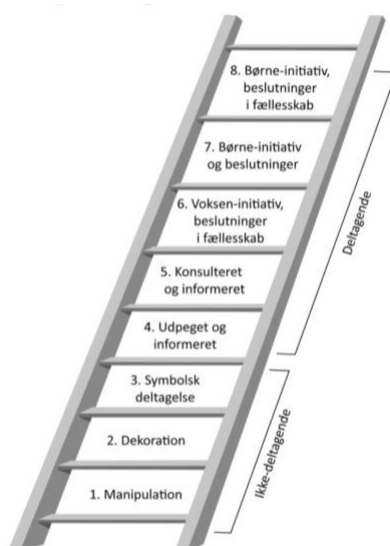 8. Børne-initiativ,
beslutninger
i fællesskab
7. Børne-initiativ
og beslutninger
6. Voksen-initiativ,
beslutninger
i fællesskab
5. Konsulteret
og informeret
4. Udpeget og
informeret
3. Symbolsk
deltagelse
2. Dekoration
1. Manipulation
Deltagende
Ikke-deltagende